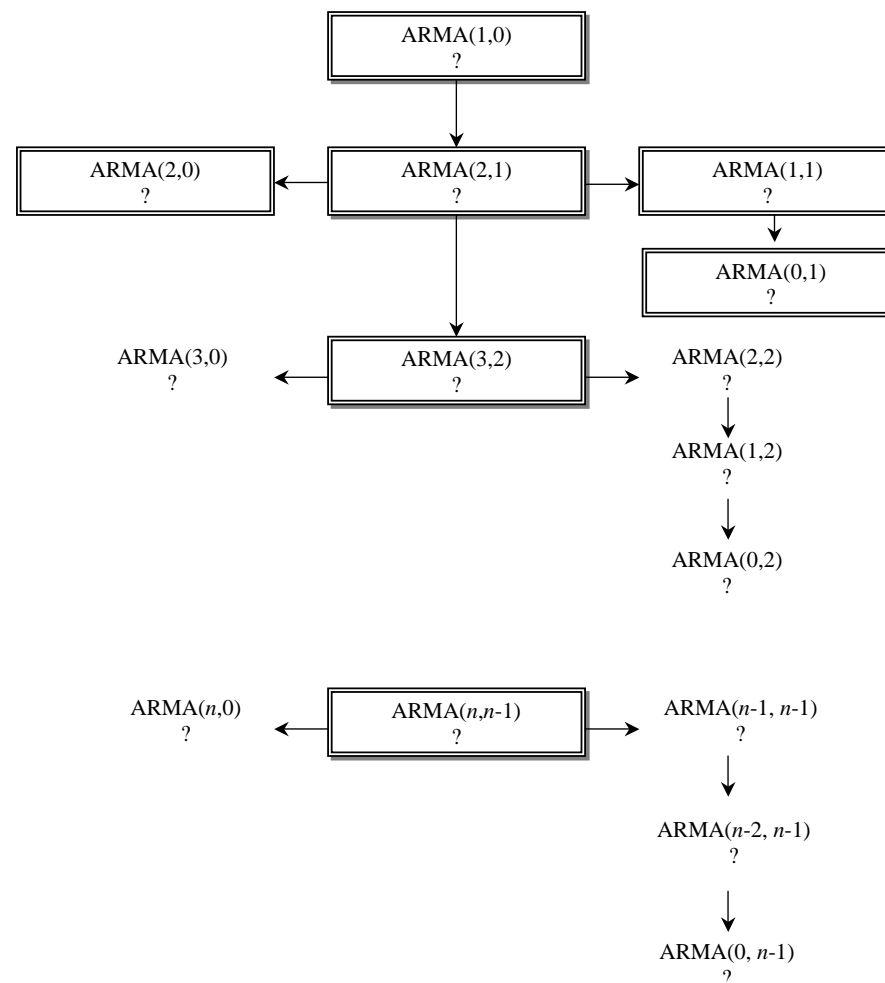 ARMA(1,0)
?
ARMA(2,0)
?
ARMA(2,1)
?
ARMA(1,1)
?
ARMA(0,1)
?
ARMA(3,0)
?
ARMA(3,2)
?
ARMA(2,2)
?
ARMA(1,2)
?
ARMA(0,2)
?
ARMA(n,0)
?
ARMA(n,n-1)
?
ARMA(n-1, n-1)
?
ARMA(n-2, n-1)
?
ARMA(0, n-1)
?